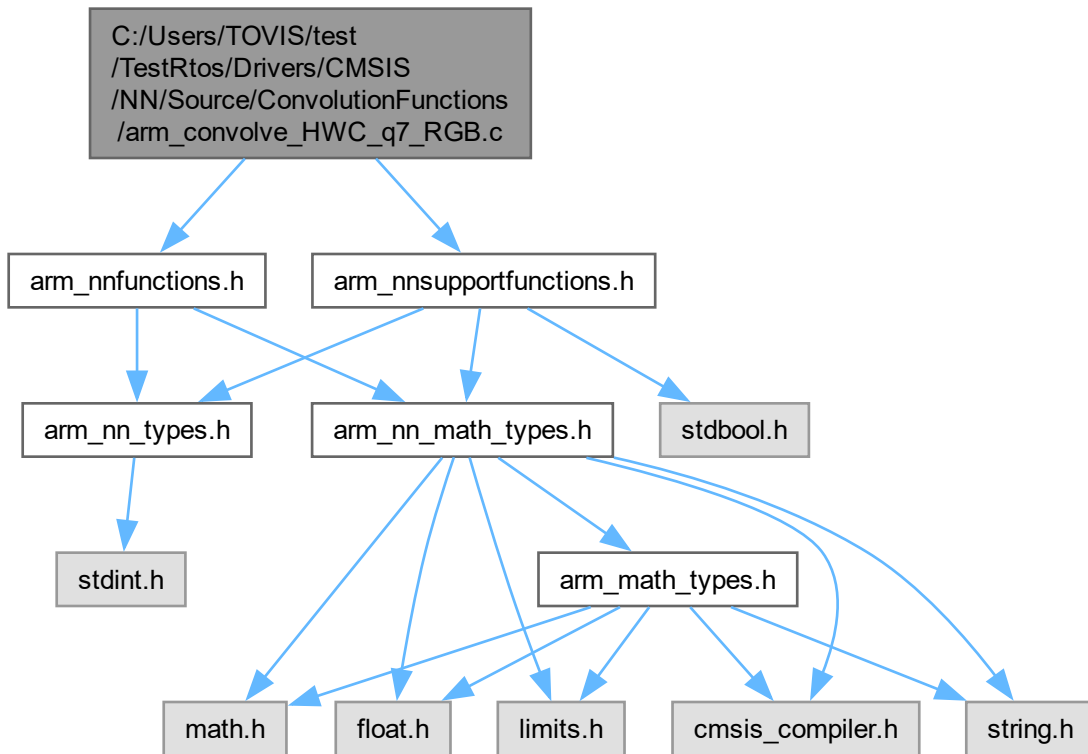 C:/Users/TOVIS/test
/TestRtos/Drivers/CMSIS
/NN/Source/ConvolutionFunctions
/arm_convolve_HWC_q7_RGB.c
arm_nnfunctions.h
arm_nnsupportfunctions.h
arm_nn_types.h
arm_nn_math_types.h
stdbool.h
stdint.h
arm_math_types.h
math.h
float.h
limits.h
cmsis_compiler.h
string.h